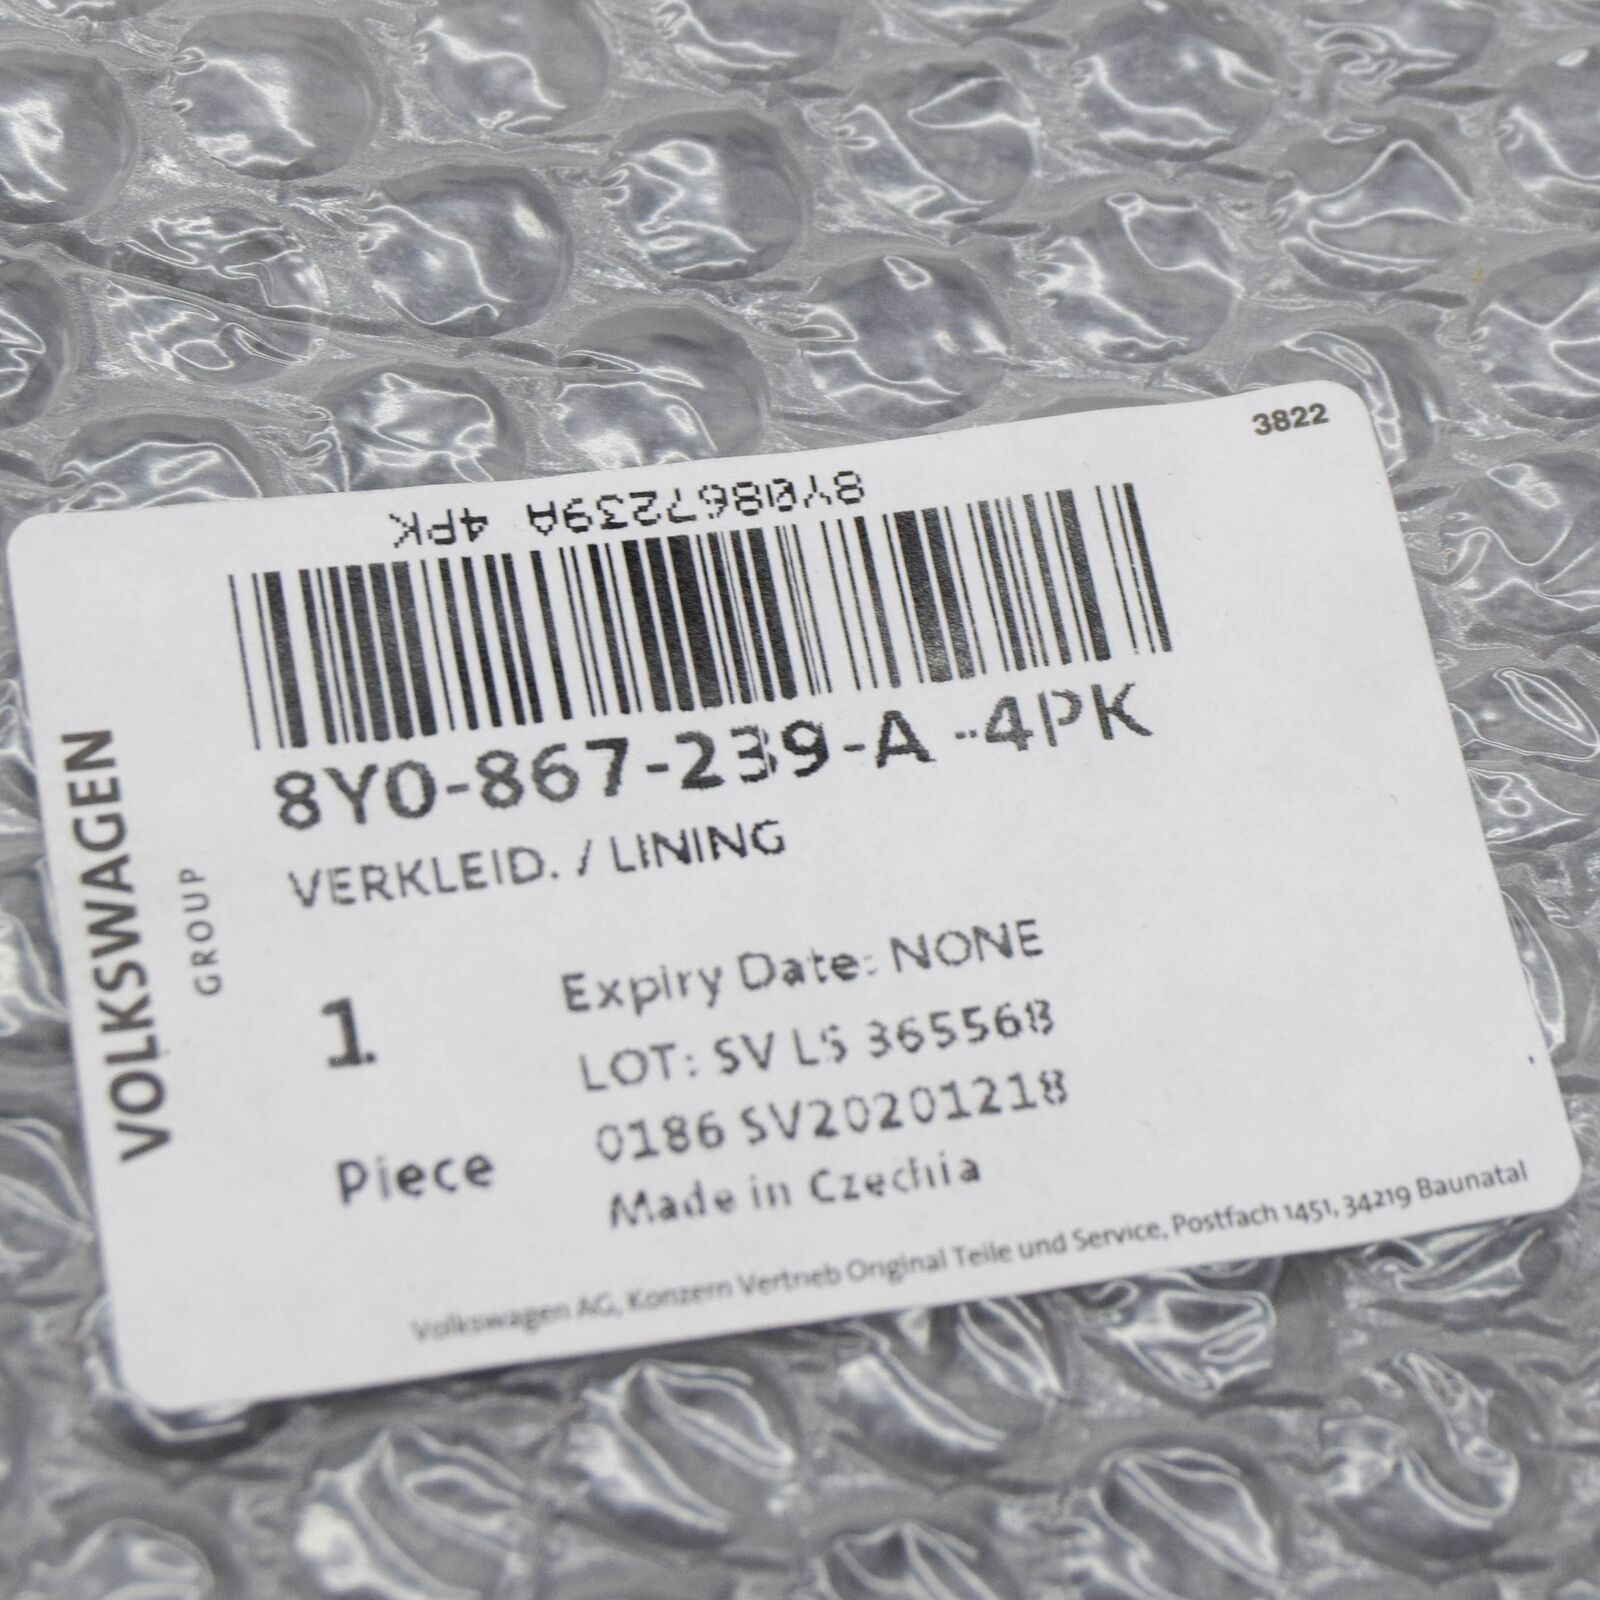 3822
8Y0867239A 4PK
8Y0-867-239-A -4PK
VERKLEID. / LINING
VOLKSWAGEN
GROUP
1
Piece
Expiry Date: NONE
LOT: SV LS 365568
0186 SV20201218
Made in Czechia
Volkswagen AG, Konzern Vertrieb Original Teile und Service, Postfach 1451, 34219 Baunatal